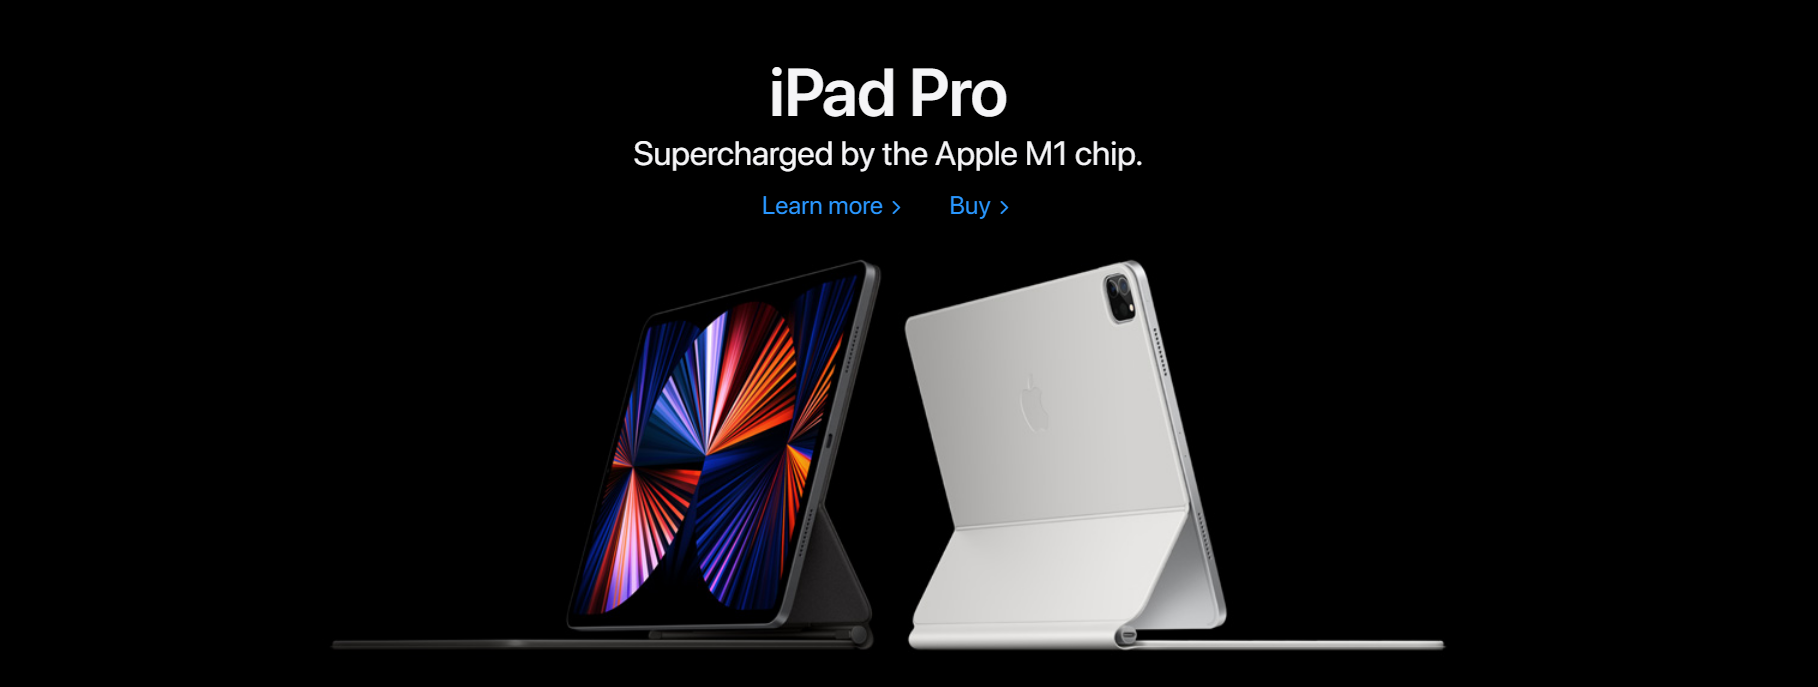 iPad Pro
Supercharged by the Apple M1 chip.
Learn more >
Buy >